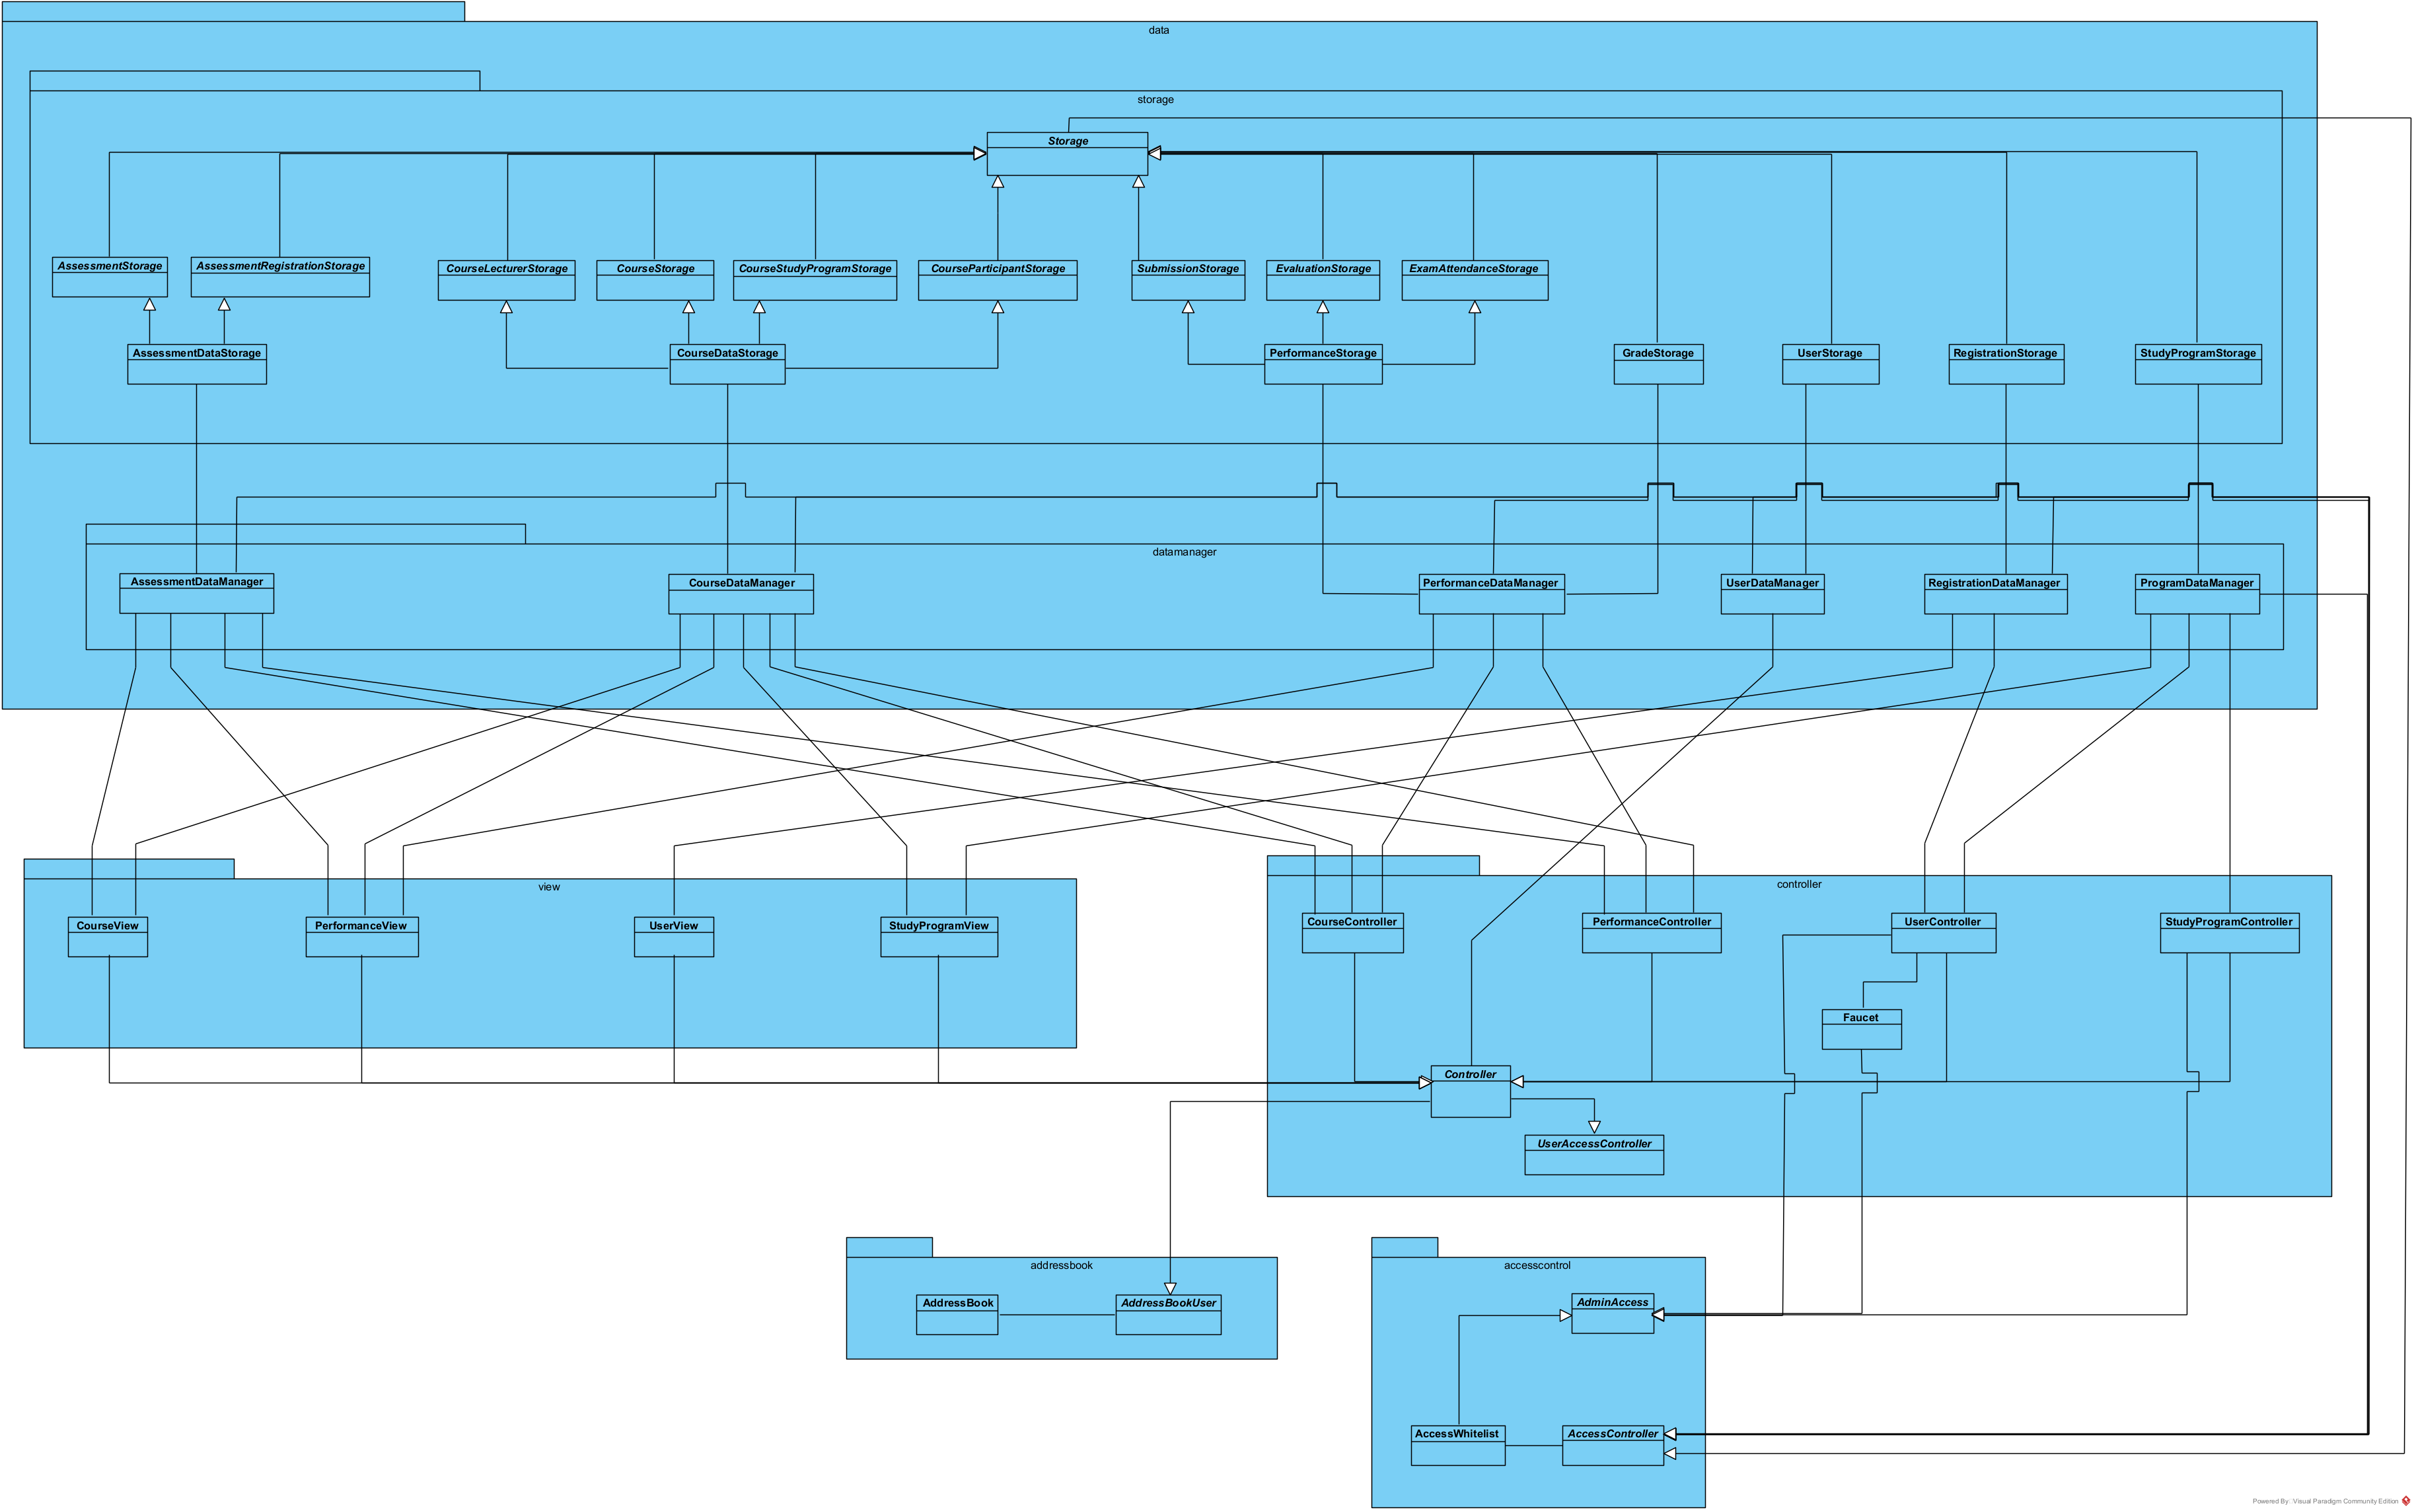 data
storage
Storage
AssessmentStorage
AssessmentRegistrationStorage
CourseLecturerStorage
CourseStorage
CourseStudyProgramStorage
CourseParticipantStorage
SubmissionStorage
EvaluationStorage
ExamAttendanceStorage
AssessmentDataStorage
CourseDataStorage
PerformanceStorage
GradeStorage
UserStorage
RegistrationStorage
StudyProgramStorage
datamanager
AssessmentDataManager
CourseDataManager
PerformanceDataManager
UserDataManager
RegistrationDataManager
ProgramDataManager
view
controller
CourseView
PerformanceView
UserView
StudyProgramView
CourseController
PerformanceController
UserController
StudyProgramController
Faucet
Controller
UserAccessController
addressbook
accesscontrol
AddressBook
AddressBookUser
AdminAccess
AccessWhitelist
AccessController
Powered By: Visual Paradigm Community Edition